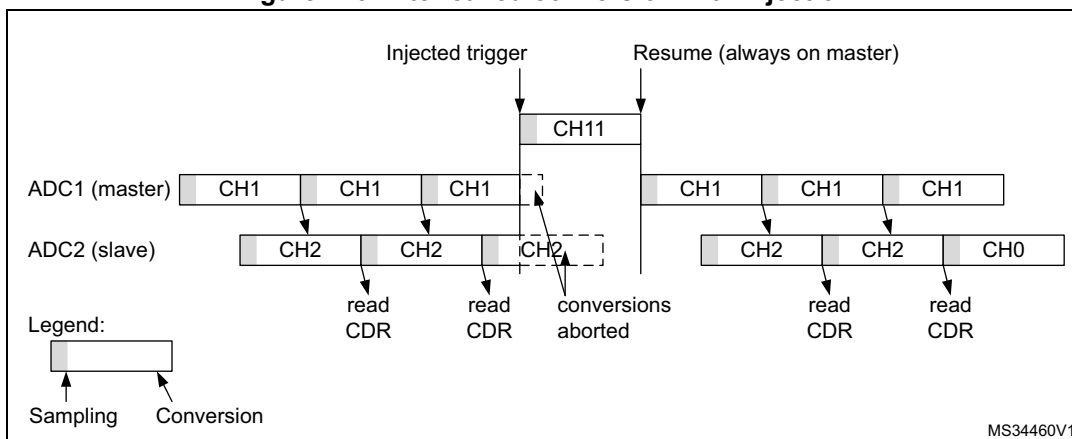 Injected trigger Resume (always on master)
CH11
ADC1 (master) CH1 CH1 CH1 CH1 CH1 CH1
ADC2 (slave) CH2 CH2 CH2 CH2 CH2 CH0
read CDR read CDR conversions aborted read CDR read CDR
Legend:
Sampling Conversion
MS34460V1